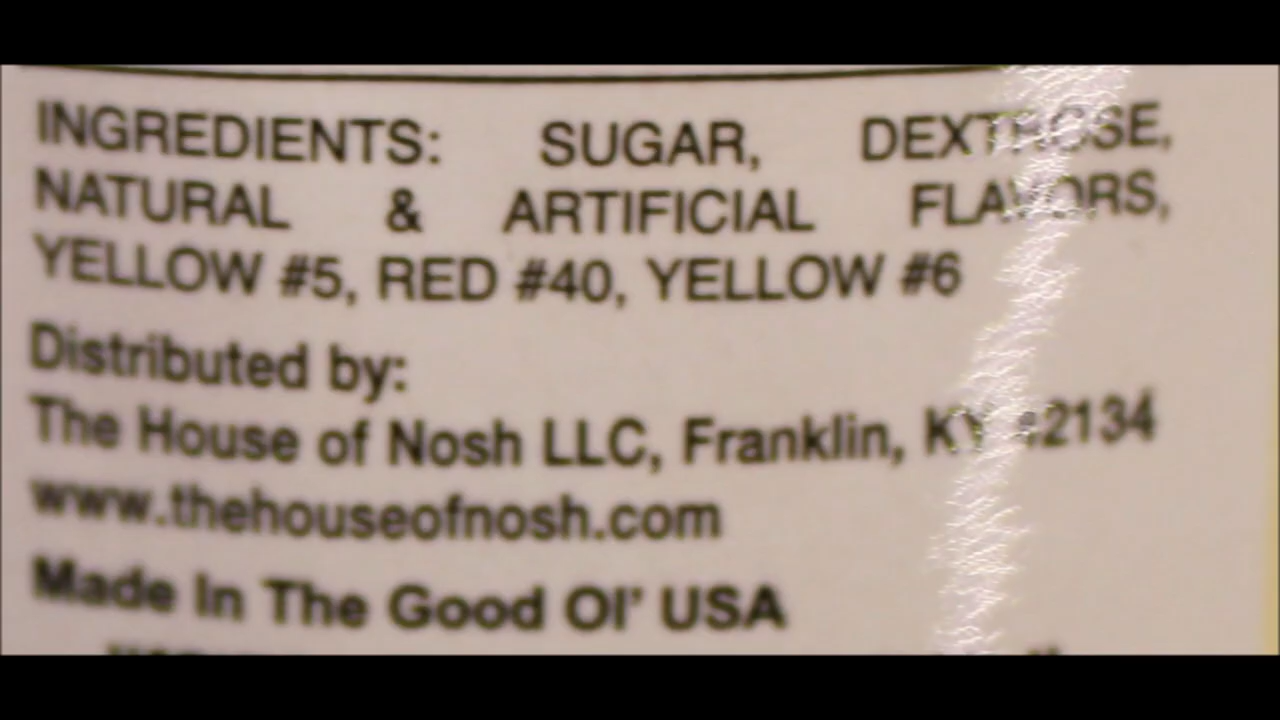 INGREDIENTS: SUGAR, DEXTROSE,
NATURAL & ARTIFICIAL FLAVORS,
YELLOW #5, RED #40, YELLOW #6
Distributed by:
The House of Nosh LLC, Franklin, KY 42134
www.thehouseofnosh.com
Made In The Good Ol' USA